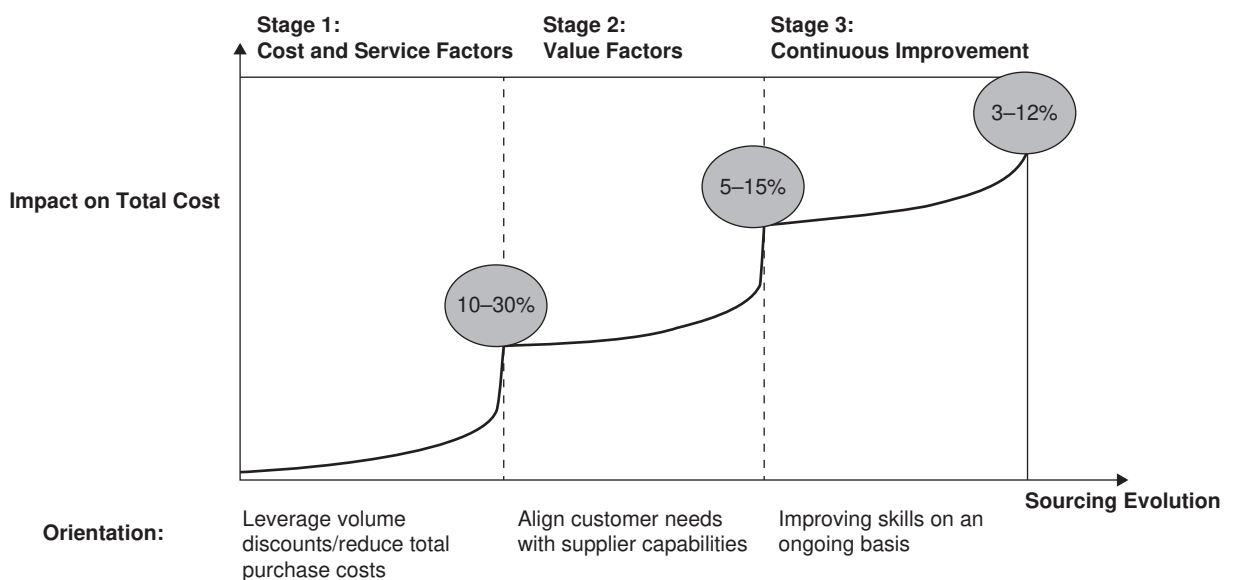 Stage 1:
Cost and Service Factors
Stage 2:
Value Factors
Stage 3:
Continuous Improvement
3–12%
5–15%
Impact on Total Cost
10–30%
Sourcing Evolution
Orientation:
Leverage volume
discounts/reduce total
purchase costs
Align customer needs
with supplier capabilities
Improving skills on an
ongoing basis